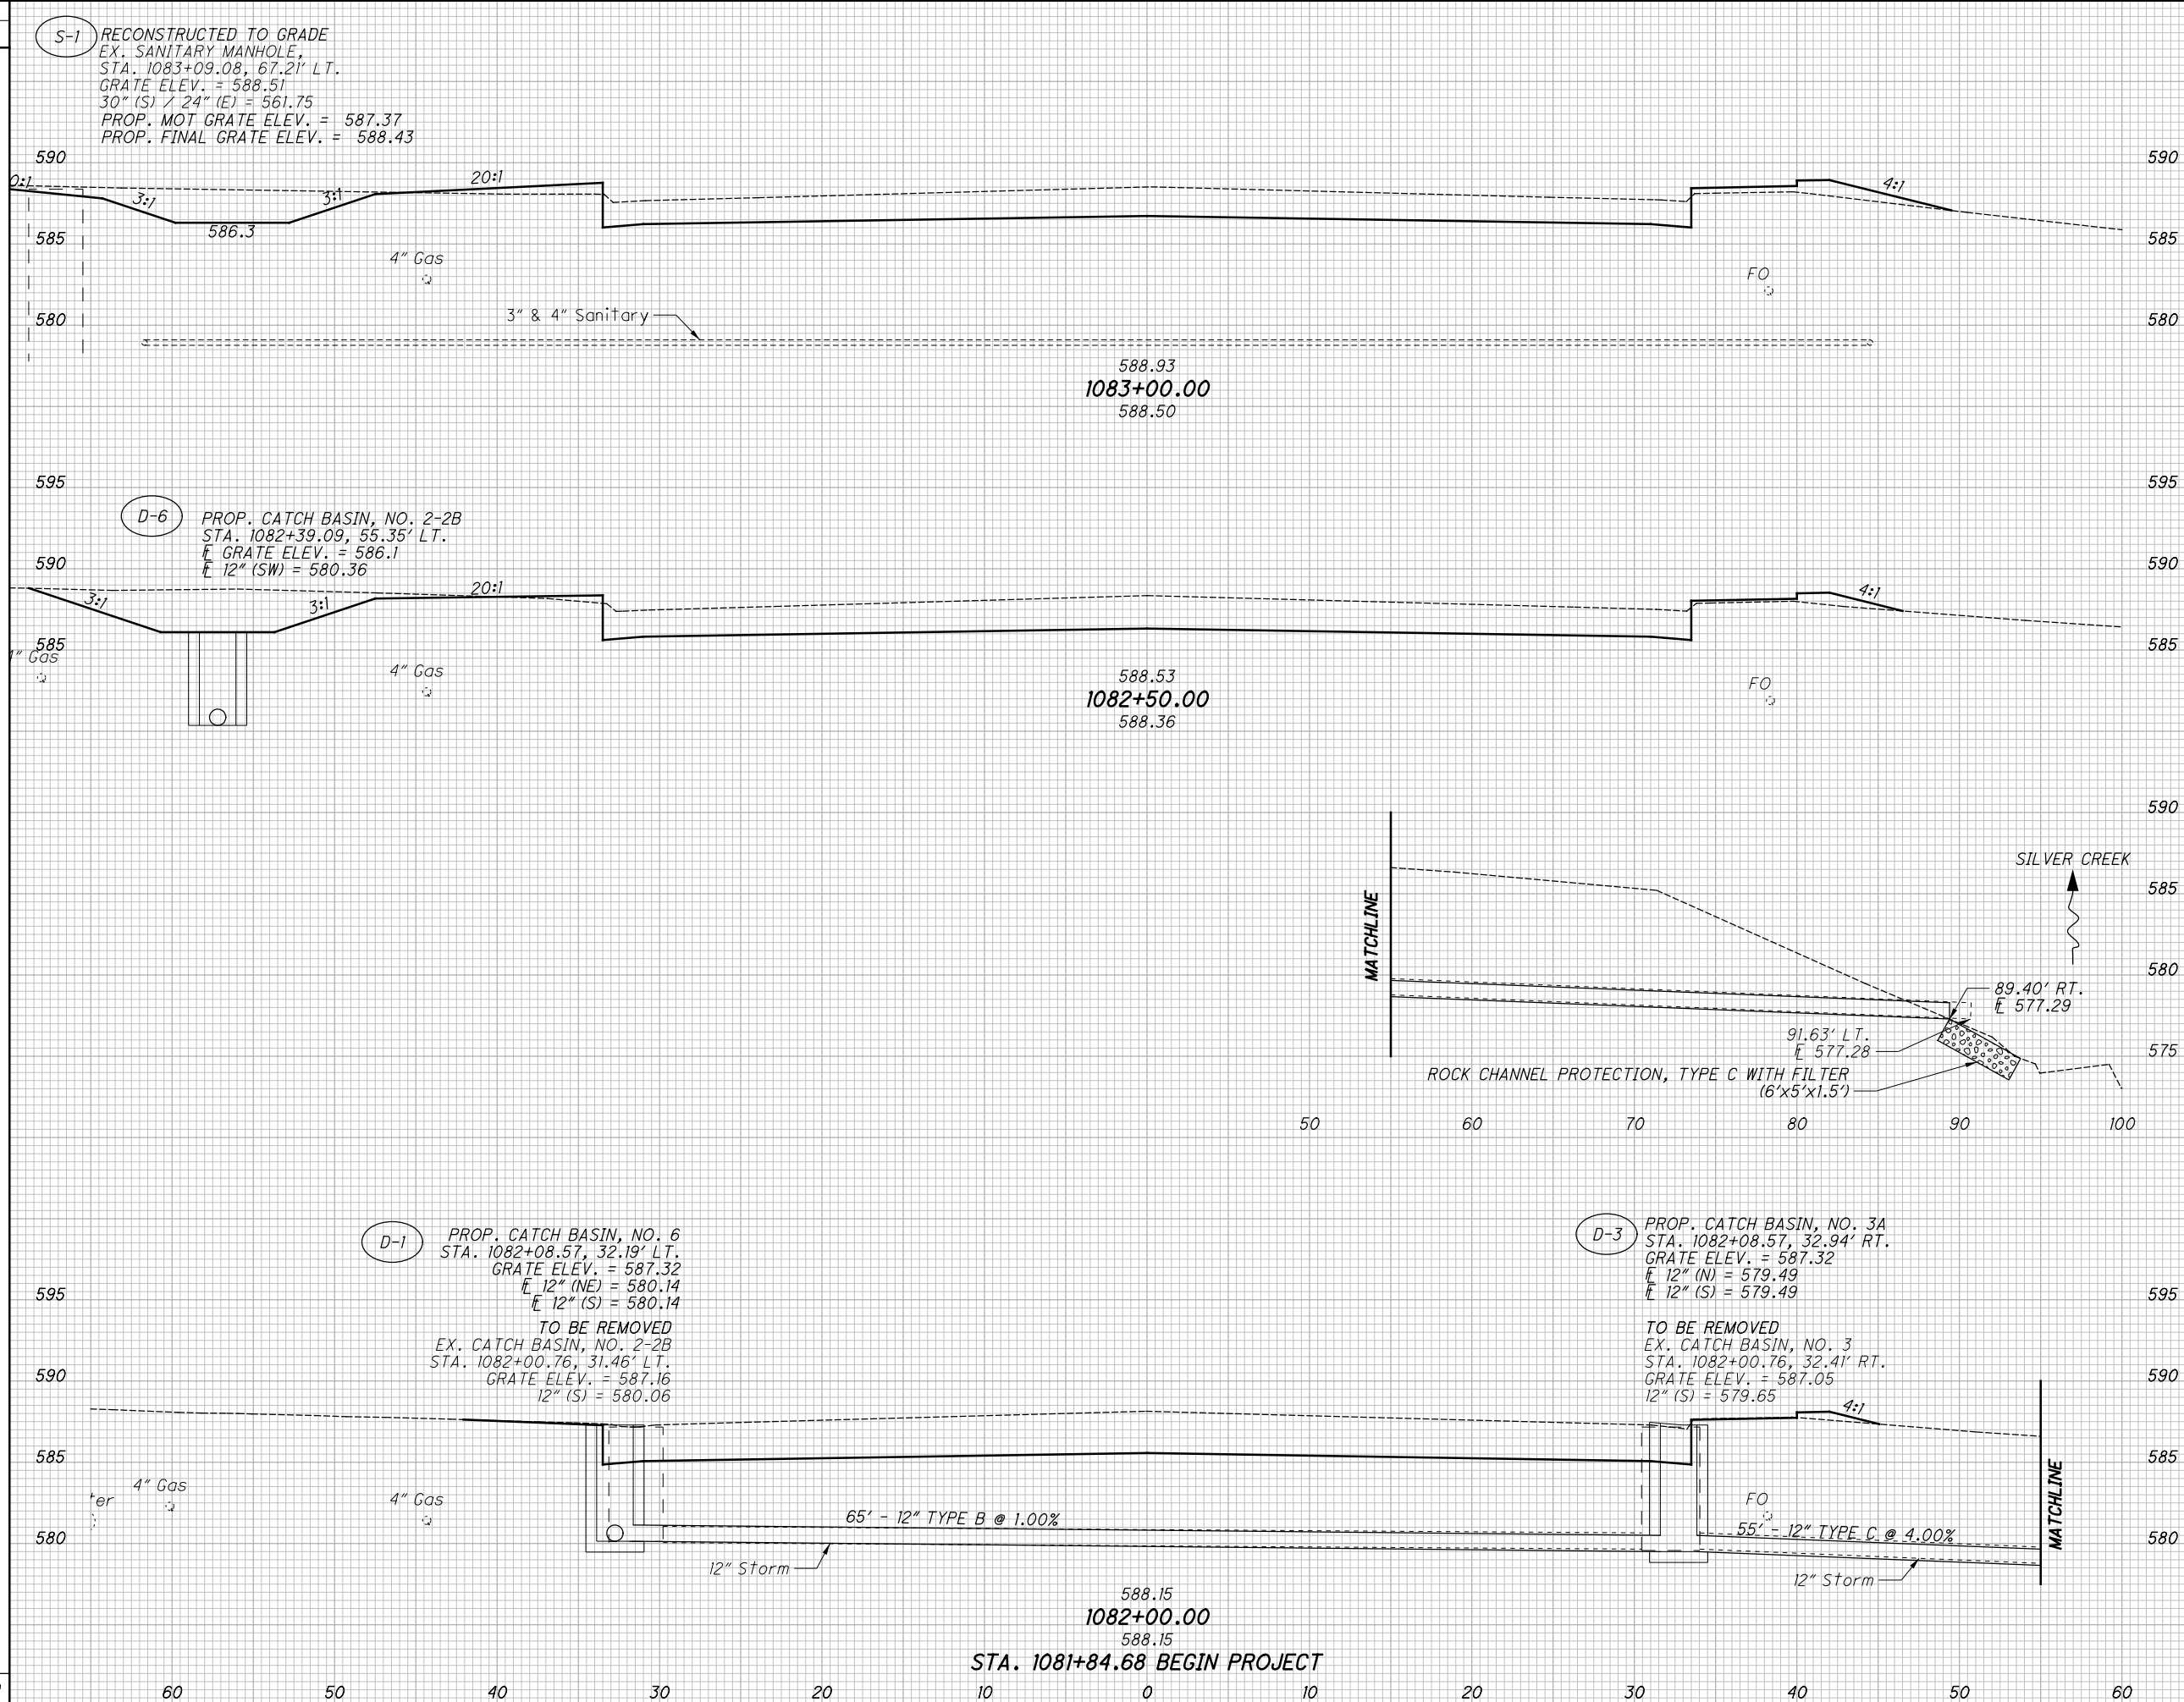 S-1
RECONSTRUCTED TO GRADE
EX. SANITARY MANHOLE,
STA. 1083+09.08, 67.21' LT.
GRATE ELEV. = 588.51
30" (S) / 24" (E) = 561.75
PROP. MOT GRATE ELEV. = 587.37
PROP. FINAL GRATE ELEV. = 588.43
590 590
0:1 3:1 3:1 20:1 4:1
586.3
585 585
4" Gas FO
580 580
3" & 4" Sanitary
588.93
1083+00.00
588.50
595 595
D-6
PROP. CATCH BASIN, NO. 2-2B
STA. 1082+39.09, 55.35' LT.
℄ GRATE ELEV. = 586.1
℄ 12" (SW) = 580.36
590 590
3:1 3:1 20:1 4:1
585 585
4" Gas 4" Gas FO
588.53
1082+50.00
588.36
590
SILVER CREEK
585
MATCHLINE
580
89.40' RT.
℄ 577.29
91.63' LT.
℄ 577.28
575
ROCK CHANNEL PROTECTION, TYPE C WITH FILTER
(6'x5'x1.5')
50 60 70 80 90 100
D-1
PROP. CATCH BASIN, NO. 6
STA. 1082+08.57, 32.19' LT.
GRATE ELEV. = 587.32
℄ 12" (NE) = 580.14
℄ 12" (S) = 580.14
TO BE REMOVED
EX. CATCH BASIN, NO. 2-2B
STA. 1082+00.76, 31.46' LT.
GRATE ELEV. = 587.16
12" (S) = 580.06
D-3
PROP. CATCH BASIN, NO. 3A
STA. 1082+08.57, 32.94' RT.
GRATE ELEV. = 587.32
℄ 12" (N) = 579.49
℄ 12" (S) = 579.49
TO BE REMOVED
EX. CATCH BASIN, NO. 3
STA. 1082+00.76, 32.41' RT.
GRATE ELEV. = 587.05
12" (S) = 579.65
595 595
590 590
4:1
585 585
ter 4" Gas 4" Gas FO
MATCHLINE
65' - 12" TYPE B @ 1.00%
55' - 12" TYPE C @ 4.00%
580 580
12" Storm
12" Storm
588.15
1082+00.00
588.15
STA. 1081+84.68 BEGIN PROJECT
60 50 40 30 20 10 0 10 20 30 40 50 60